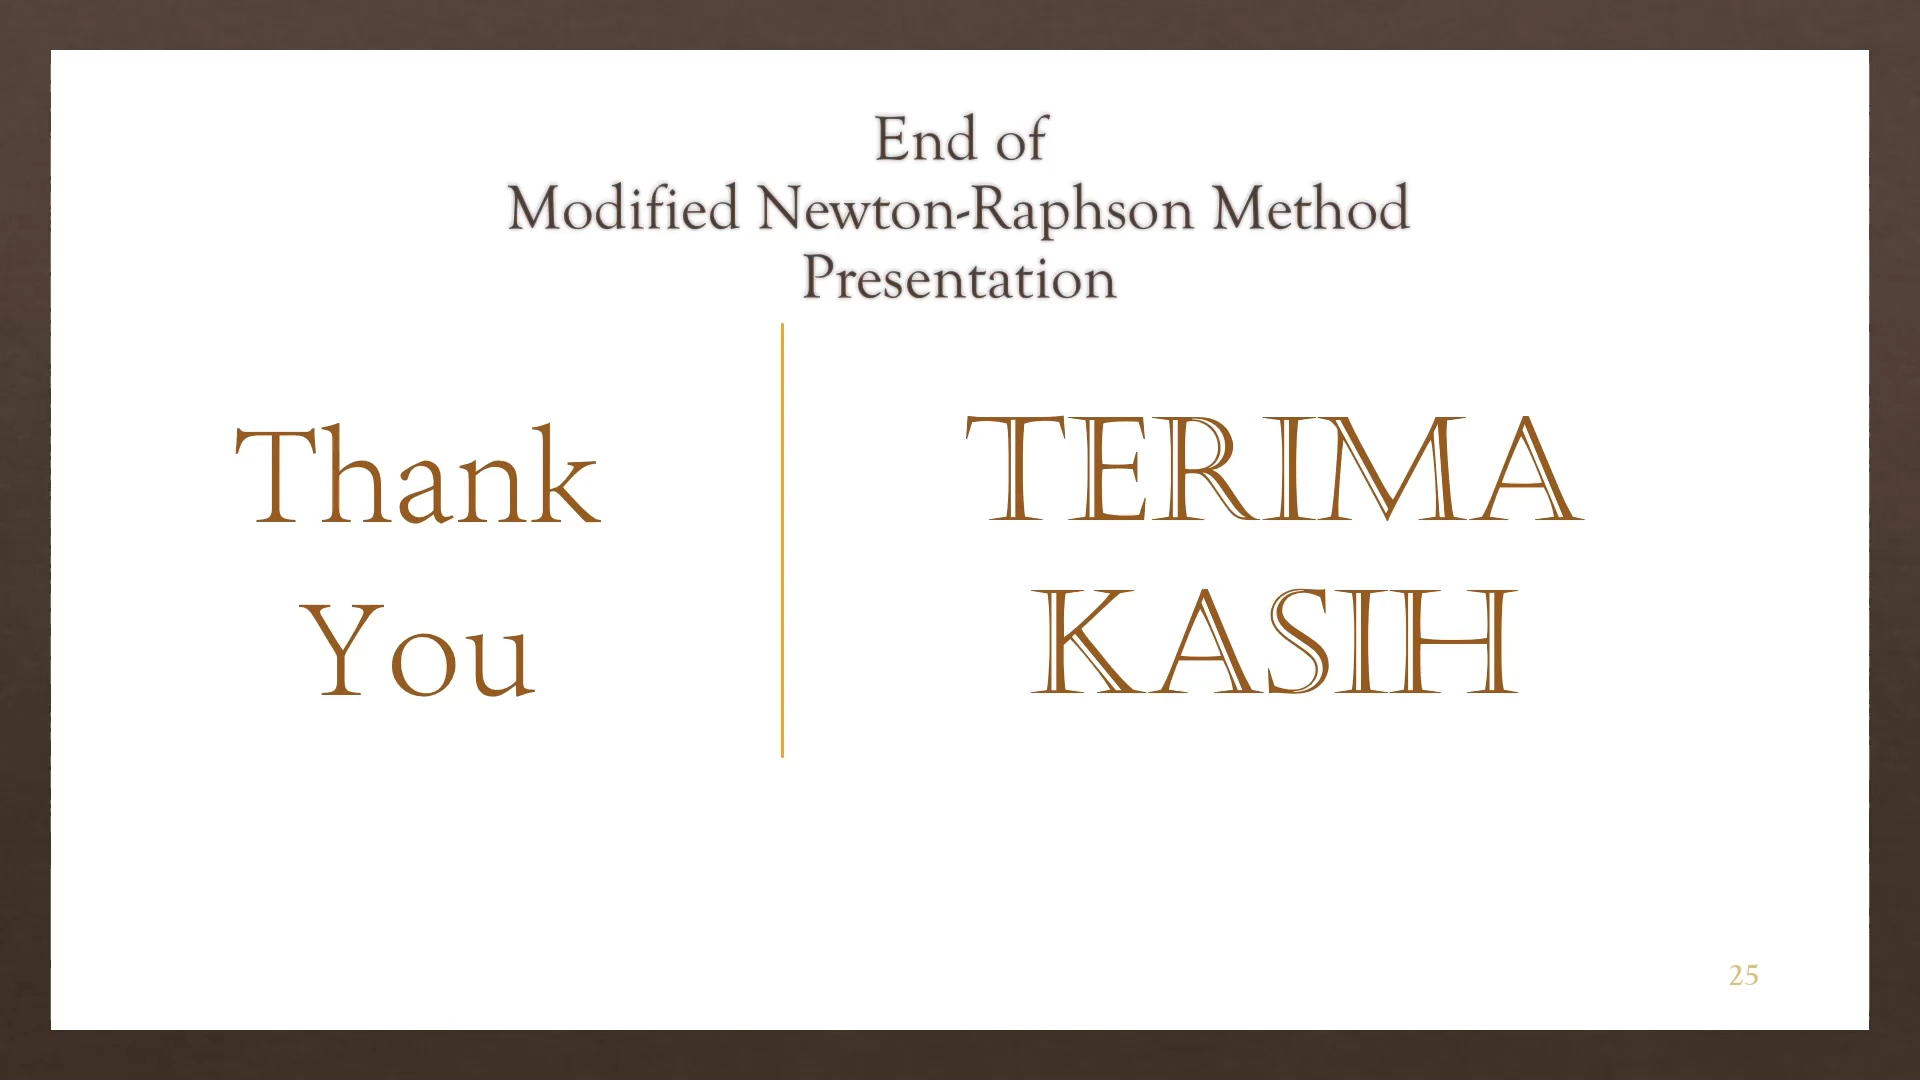 End of
Modified Newton-Raphson Method
Presentation
Thank
You
TERIMA
KASIH
25